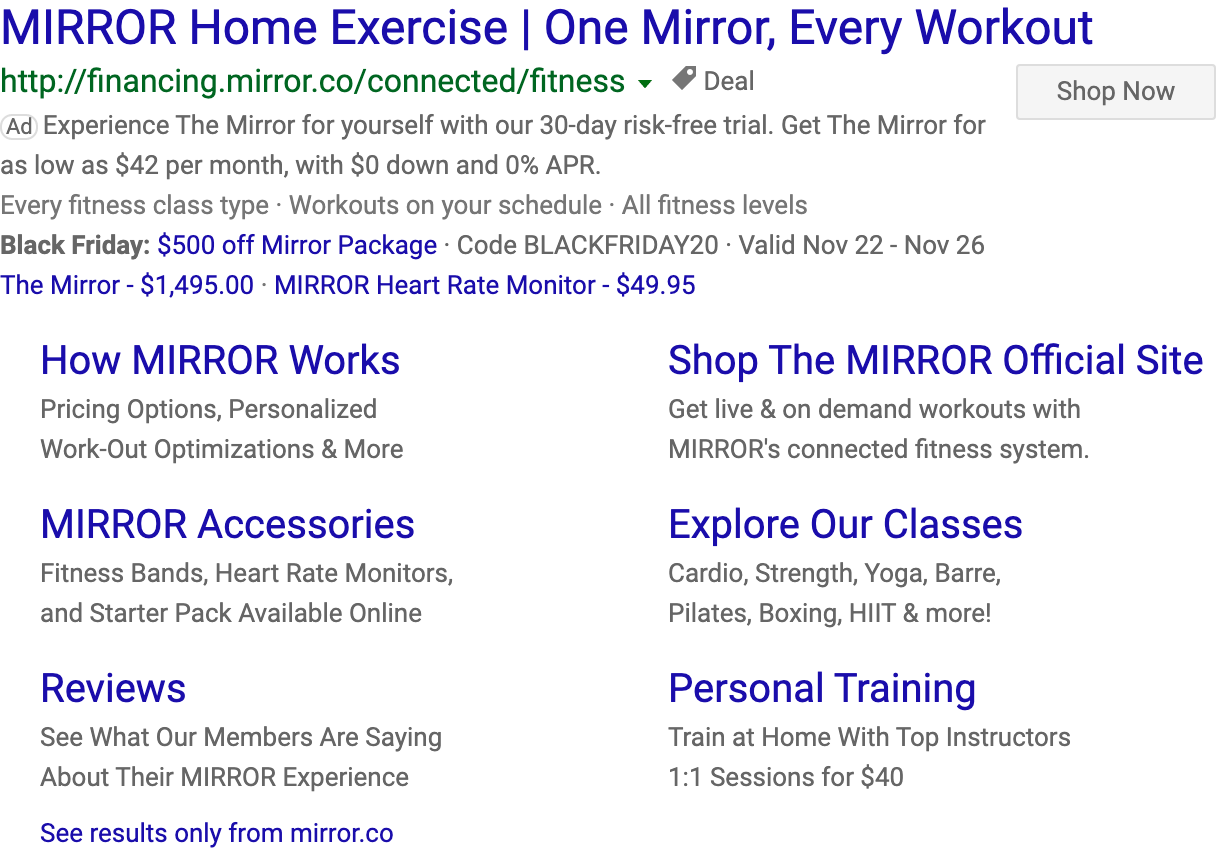 MIRROR Home Exercise | One Mirror, Every Workout
http://financing.mirror.co/connected/fitness Deal
Shop Now
Ad Experience The Mirror for yourself with our 30-day risk-free trial. Get The Mirror for
as low as $42 per month, with $0 down and 0% APR.
Every fitness class type · Workouts on your schedule · All fitness levels
Black Friday: $500 off Mirror Package · Code BLACKFRIDAY20 · Valid Nov 22 - Nov 26
The Mirror - $1,495.00 · MIRROR Heart Rate Monitor - $49.95
How MIRROR Works
Pricing Options, Personalized
Work-Out Optimizations & More
Shop The MIRROR Official Site
Get live & on demand workouts with
MIRROR's connected fitness system.
MIRROR Accessories
Fitness Bands, Heart Rate Monitors,
and Starter Pack Available Online
Explore Our Classes
Cardio, Strength, Yoga, Barre,
Pilates, Boxing, HIIT & more!
Reviews
See What Our Members Are Saying
About Their MIRROR Experience
Personal Training
Train at Home With Top Instructors
1:1 Sessions for $40
See results only from mirror.co